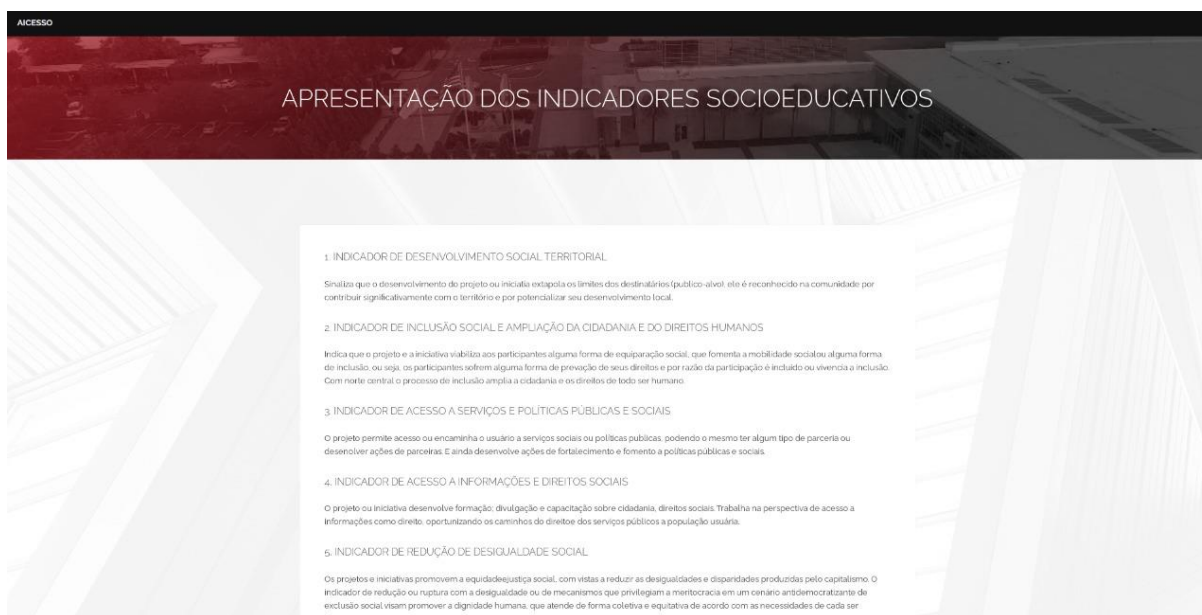 AICESSO
APRESENTAÇÃO DOS INDICADORES SOCIOEDUCATIVOS
1. INDICADOR DE DESENVOLVIMENTO SOCIAL TERRITORIAL
Sinaliza que o desenvolvimento do projeto ou iniciatia extapola os limites dos destinatários (publico-alvo), ele é reconhecido na comunidade por
contribuir significativamente com o território e por potencializar seu desenvolvimento local.
2. INDICADOR DE INCLUSÃO SOCIAL E AMPLIAÇÃO DA CIDADANIA E DO DIREITOS HUMANOS
Indica que o projeto e a iniciativa viabiliza aos participantes alguma forma de equiparação social, que fomenta a mobilidade socialou alguma forma
de inclusão, ou seja, os participantes sofrem alguma forma de prevação de seus direitos e por razão da participação é incluido ou vivencia a inclusão.
Com norte central o processo de inclusão amplia a cidadania e os direitos de todo ser humano.
3. INDICADOR DE ACESSO A SERVIÇOS E POLÍTICAS PÚBLICAS E SOCIAIS
O projeto permite acesso ou encaminha o usuário a serviços sociais ou políticas publicas, podendo o mesmo ter algum tipo de parceria ou
desenolver ações de parceiras. E ainda desenvolve ações de fortalecimento e fomento a políticas públicas e sociais.
4. INDICADOR DE ACESSO A INFORMAÇÕES E DIREITOS SOCIAIS
O projeto ou iniciativa desenvolve formação; divulgação e capacitação sobre cidadania, direitos sociais. Trabalha na perspectiva de acesso a
informações como direito, oportunizando os caminhos do direitoe dos serviços públicos a população usuária.
5. INDICADOR DE REDUÇÃO DE DESIGUALDADE SOCIAL
Os projetos e iniciativas promovem a equidadeejustiça social, com vistas a reduzir as desigualdades e disparidades produzidas pelo capitalismo. O
indicador de redução ou ruptura com a desigualdade ou de mecanismos que privilegiam a meritocracia em um cenário antidemocratizante de
exclusão social visam promover a dignidade humana, que atende de forma coletiva e equitativa de acordo com as necessidades de cada ser